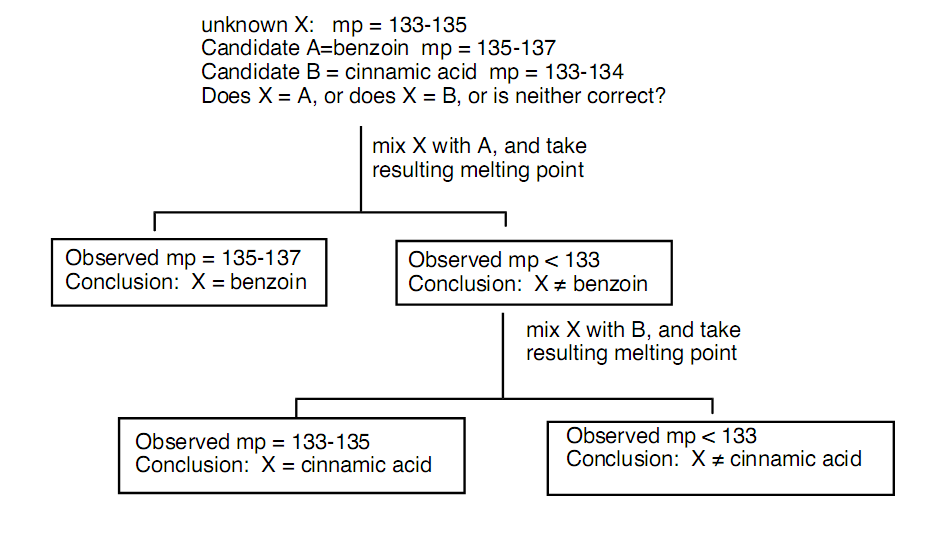 unknown X:   mp = 133-135
Candidate A=benzoin  mp = 135-137
Candidate B = cinnamic acid  mp = 133-134
Does X = A, or does X = B, or is neither correct?
mix X with A, and take
resulting melting point
Observed mp = 135-137
Conclusion:  X = benzoin
Observed mp < 133
Conclusion:  X ≠ benzoin
mix X with B, and take
resulting melting point
Observed mp = 133-135
Conclusion:  X = cinnamic acid
Observed mp < 133
Conclusion:  X ≠ cinnamic acid